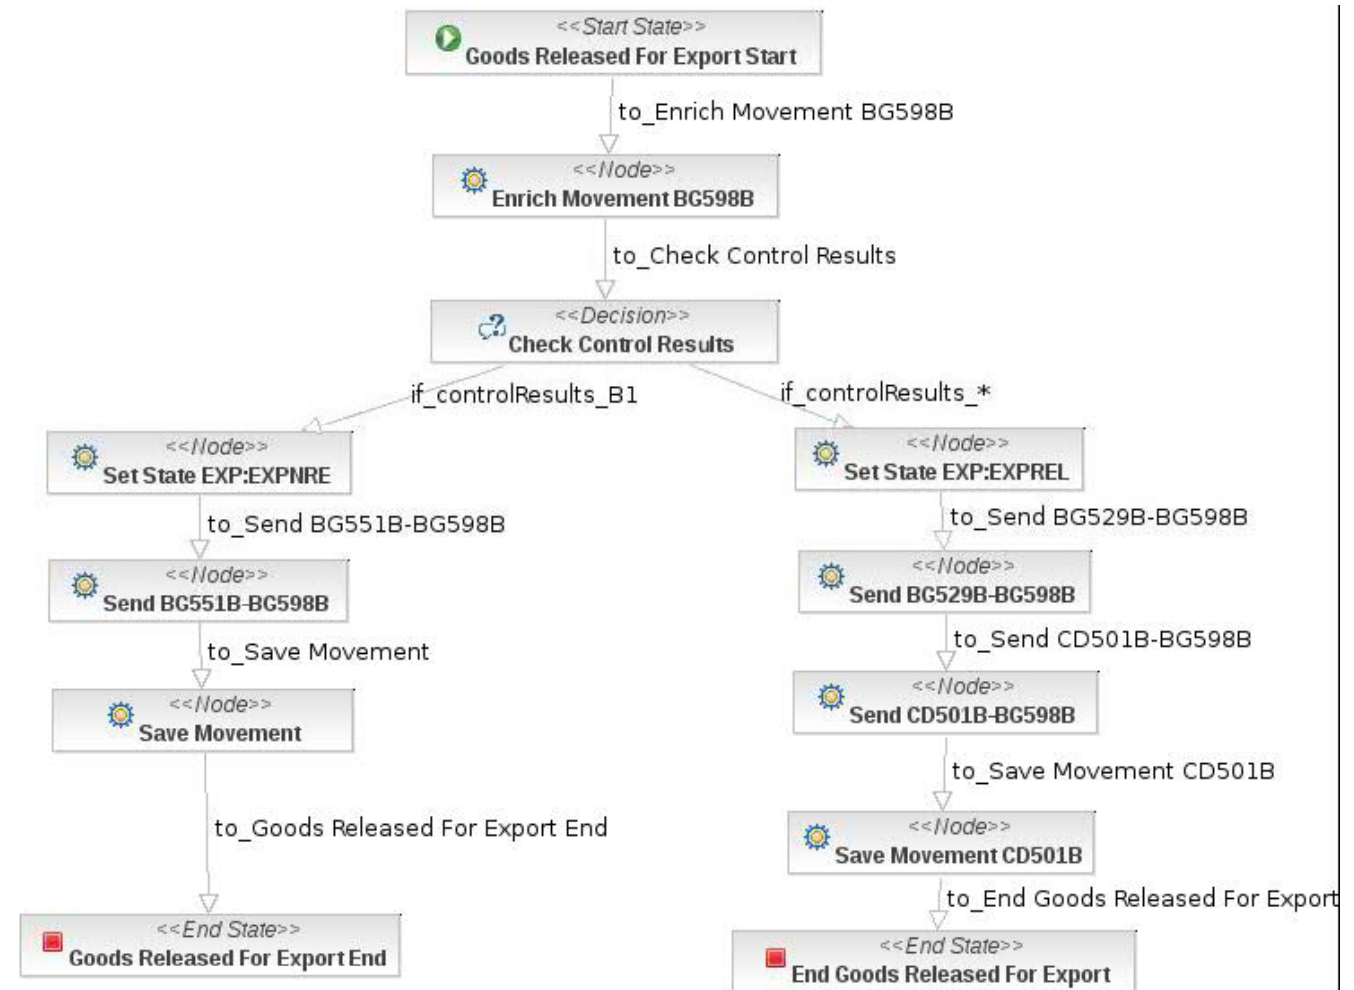 <<Start State>>
Goods Released For Export Start
to_Enrich Movement BG598B
<<Node>>
Enrich Movement BG598B
to_Check Control Results
<<Decision>>
Check Control Results
if_controlResults_B1
if_controlResults_*
<<Node>>
Set State EXP:EXPNRE
to_Send BG551B-BG598B
<<Node>>
Send BG551B-BG598B
to_Save Movement
<<Node>>
Save Movement
to_Goods Released For Export End
<<End State>>
Goods Released For Export End
<<Node>>
Set State EXP:EXPREL
to_Send BG529B-BG598B
<<Node>>
Send BG529B-BG598B
to_Send CD501B-BG598B
<<Node>>
Send CD501B-BG598B
to_Save Movement CD501B
<<Node>>
Save Movement CD501B
to_End Goods Released For Export
<<End State>>
End Goods Released For Export